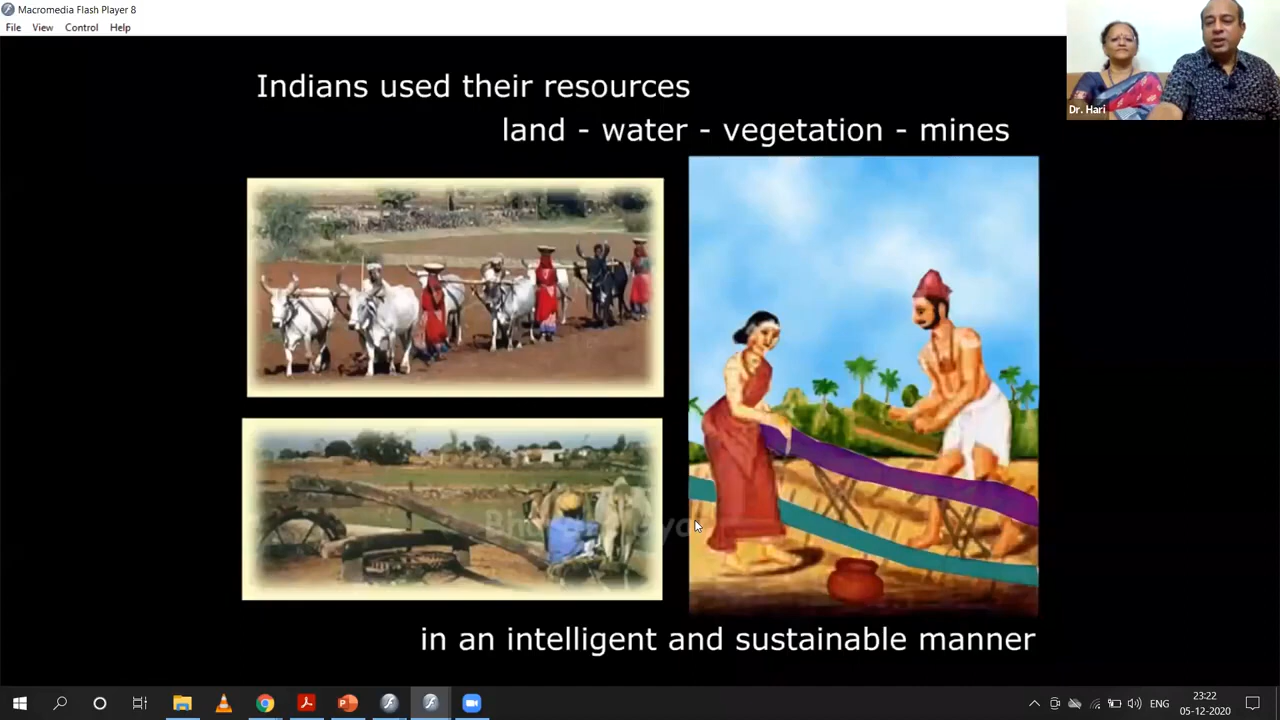 Macromedia Flash Player 8
File View Control Help
Indians used their resources
land - water - vegetation - mines
in an intelligent and sustainable manner
Dr. Hari
ENG
23:22
05-12-2020